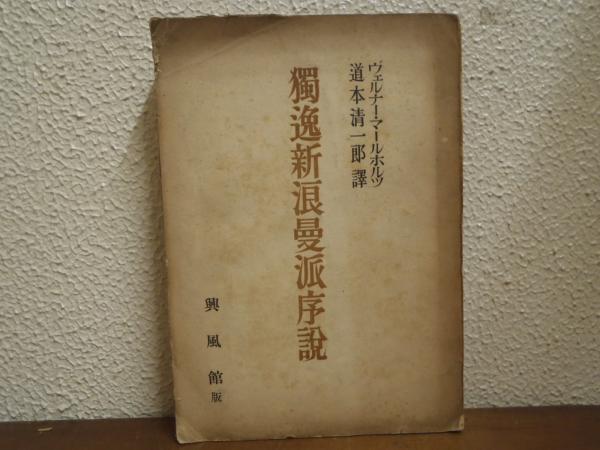 ヴェルナー・マールホルツ
道本清一郎 譯
獨逸新浪曼派序說
興風館版